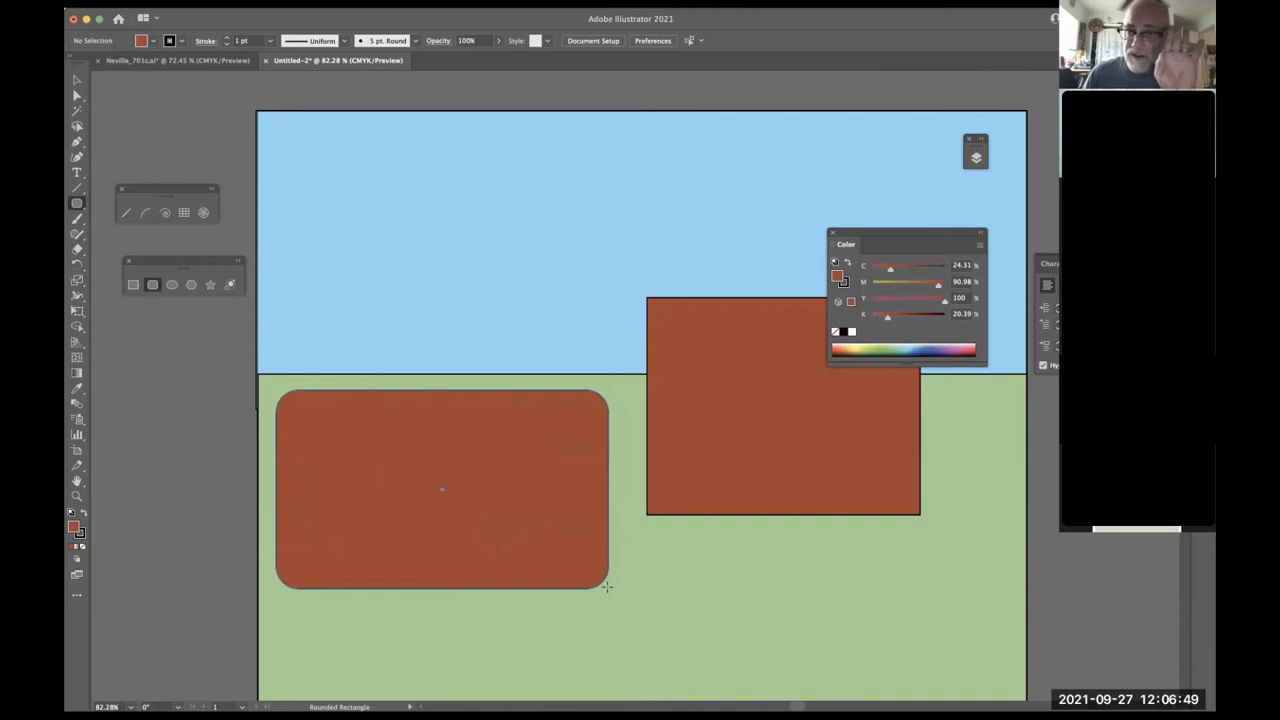 Adobe Illustrator 2021
No Selection Stroke: 1 pt Uniform 5 pt. Round Opacity: 100% Style: Document Setup Preferences
Neville_701c.ai* @ 72.45 % (CMYK/Preview) Untitled-2* @ 82.28 % (CMYK/Preview)
Color
C 24.31 %
M 90.98 %
Y 100 %
K 20.39 %
Chara
Hy
82.28% 0° 1 Rounded Rectangle
2021-09-27 12:06:49